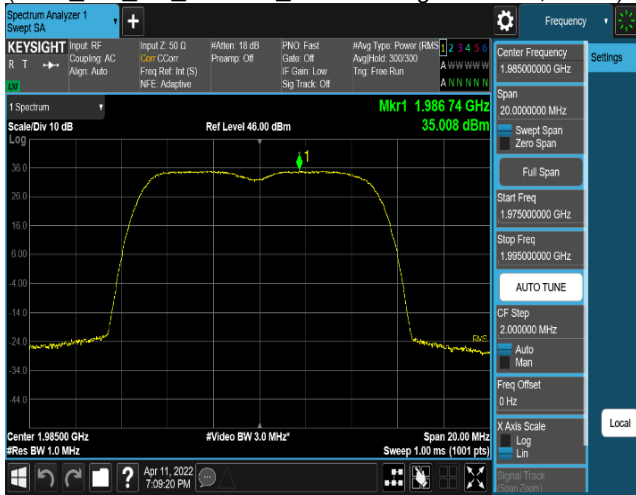 Spectrum Analyzer 1
Swept SA
+
Frequency
KEYSIGHT
R T
LXI
Input: RF
Coupling: AC
Align: Auto
Input Z: 50 Ω
Corr CCorr
Freq Ref: Int (S)
NFE: Adaptive
#Atten: 18 dB
Preamp: Off
PNO: Fast
Gate: Off
IF Gain: Low
Sig Track: Off
#Avg Type: Power (RMS
Avg|Hold: 300/300
Trig: Free Run
1 2 3 4 5 6
A W W W W W
A N N N N N
1 Spectrum
Scale/Div 10 dB
Log
Ref Level 46.00 dBm
Mkr1 1.986 74 GHz
35.008 dBm
1
36.0
26.0
16.0
6.00
-4.00
-14.0
-24.0
-34.0
-44.0
RMS
Center 1.98500 GHz
#Res BW 1.0 MHz
#Video BW 3.0 MHz*
Span 20.00 MHz
Sweep 1.00 ms (1001 pts)
?
Apr 11, 2022
7:09:20 PM
Center Frequency
1.985000000 GHz
Span
20.0000000 MHz
Swept Span
Zero Span
Full Span
Start Freq
1.975000000 GHz
Stop Freq
1.995000000 GHz
AUTO TUNE
CF Step
2.000000 MHz
Auto
Man
Freq Offset
0 Hz
X Axis Scale
Log
Lin
Signal Track
(Span Zoom)
Settings
Local